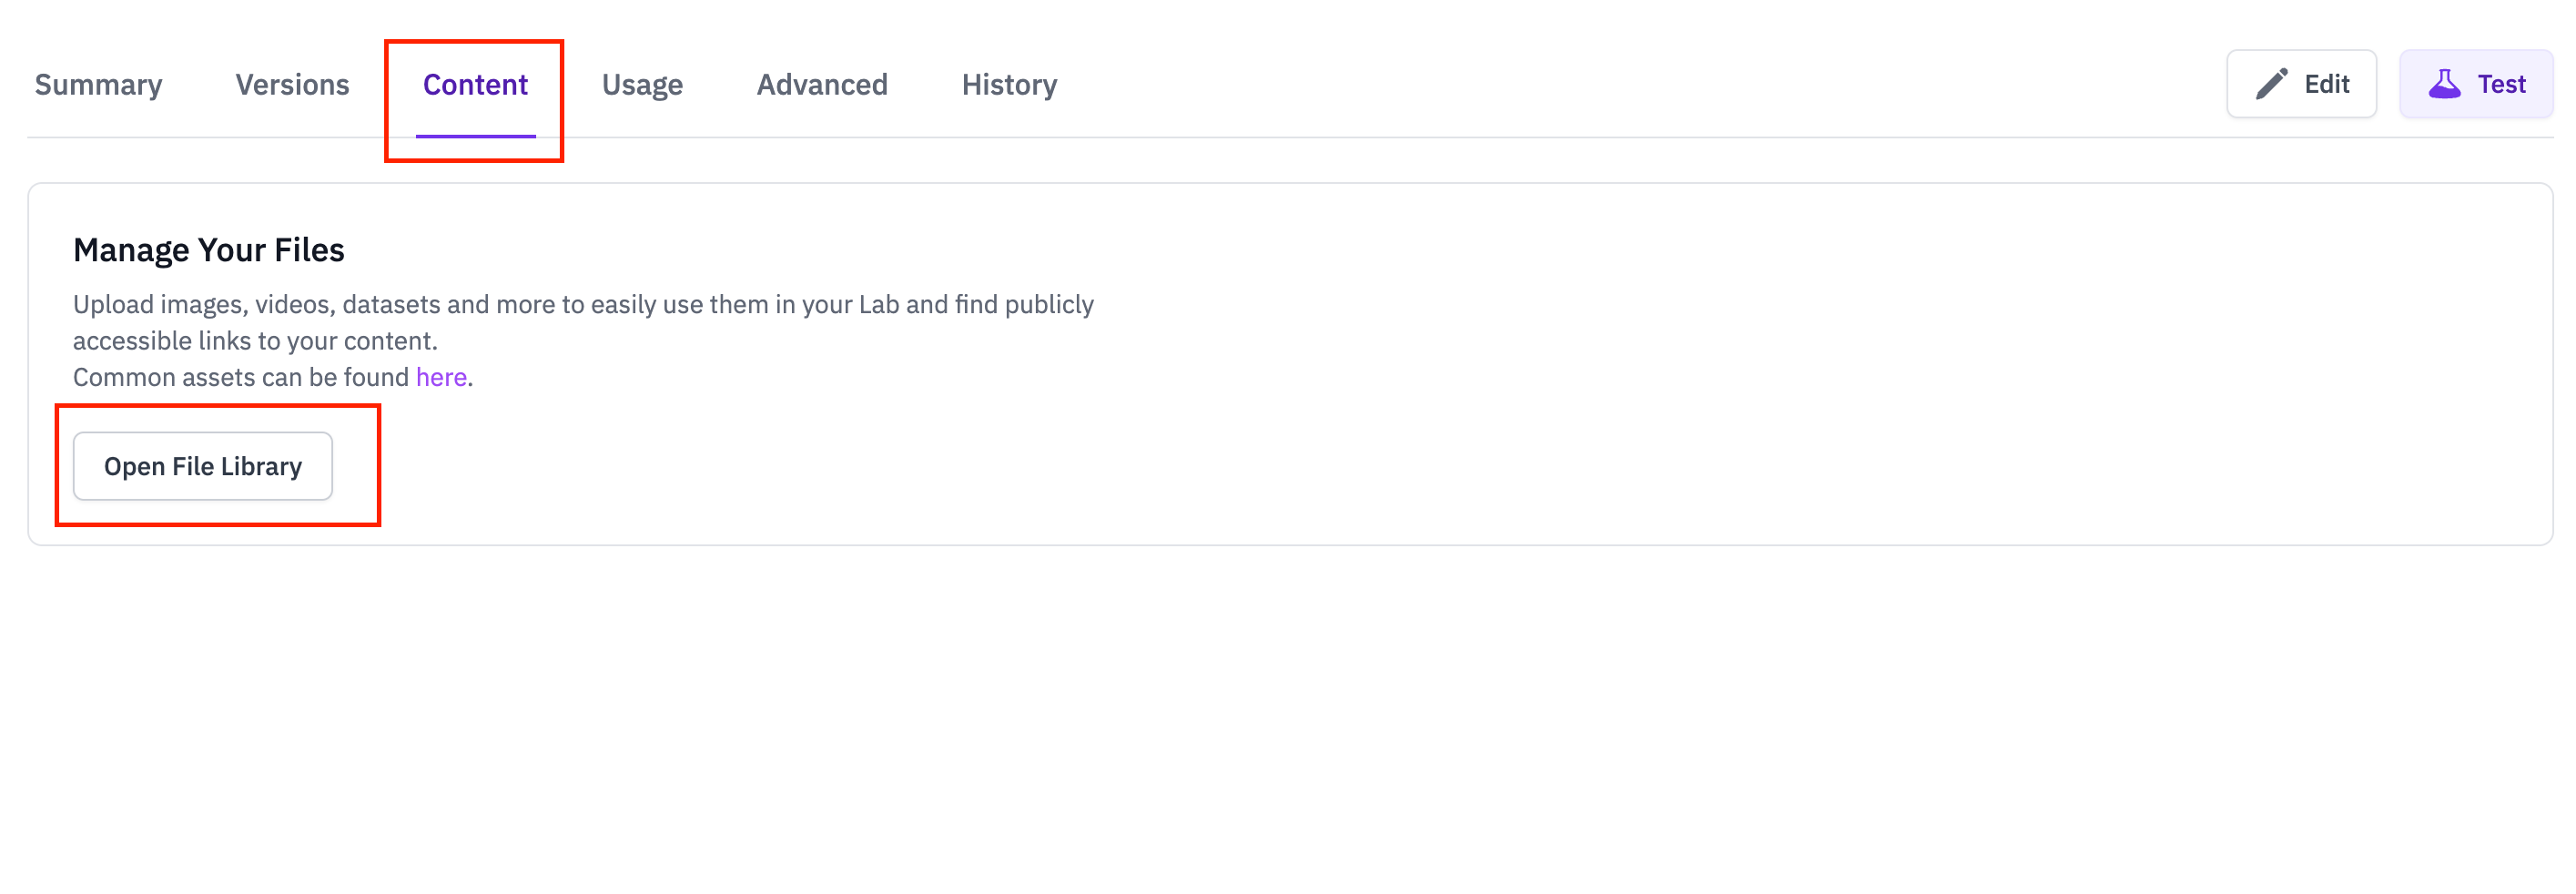 Summary Versions Content Usage Advanced History Edit Test
Manage Your Files
Upload images, videos, datasets and more to easily use them in your Lab and find publicly
accessible links to your content.
Common assets can be found here.
Open File Library